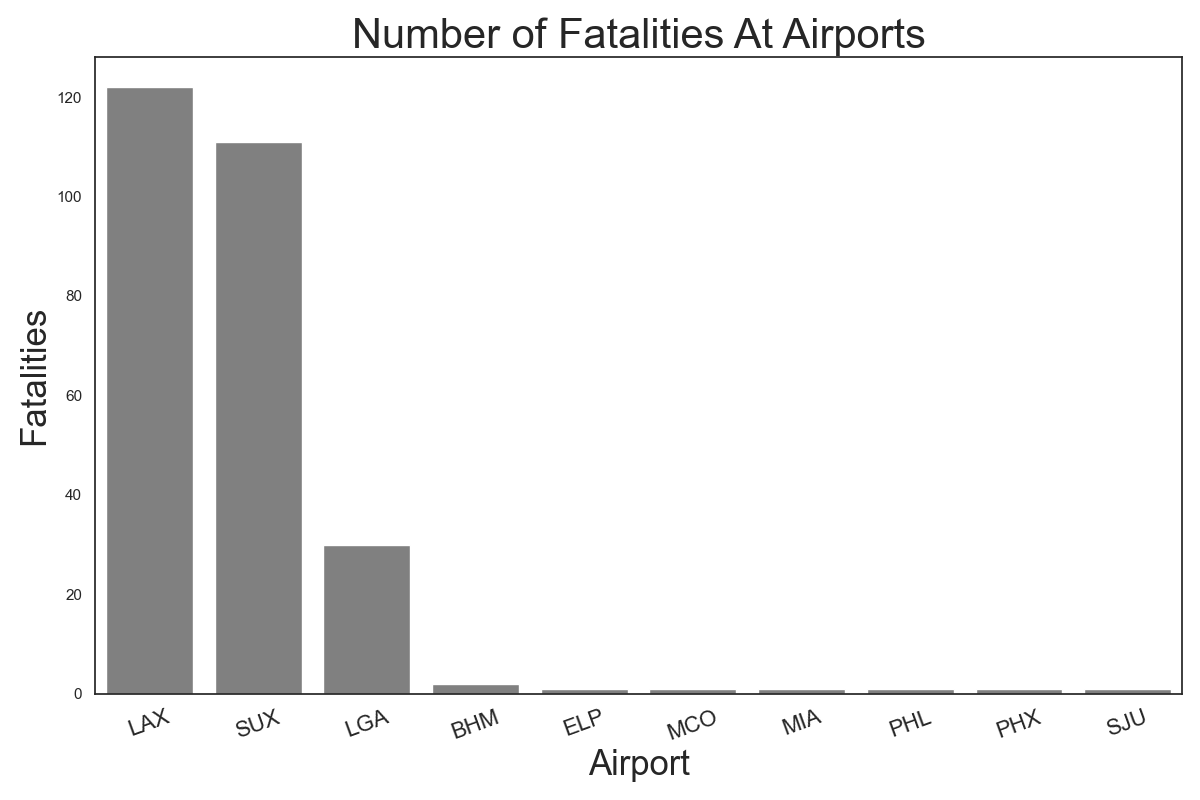 Number of Fatalities At Airports
120
100
80
60
40
20
0
Fatalities
LAX SUX LGA BHM ELP MCO MIA PHL PHX SJU
Airport